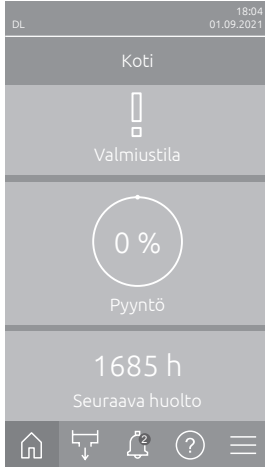 18:04
DL 01.09.2021
Koti
Valmiustila
0 %
Pyyntö
1685 h
Seuraava huolto
2
?